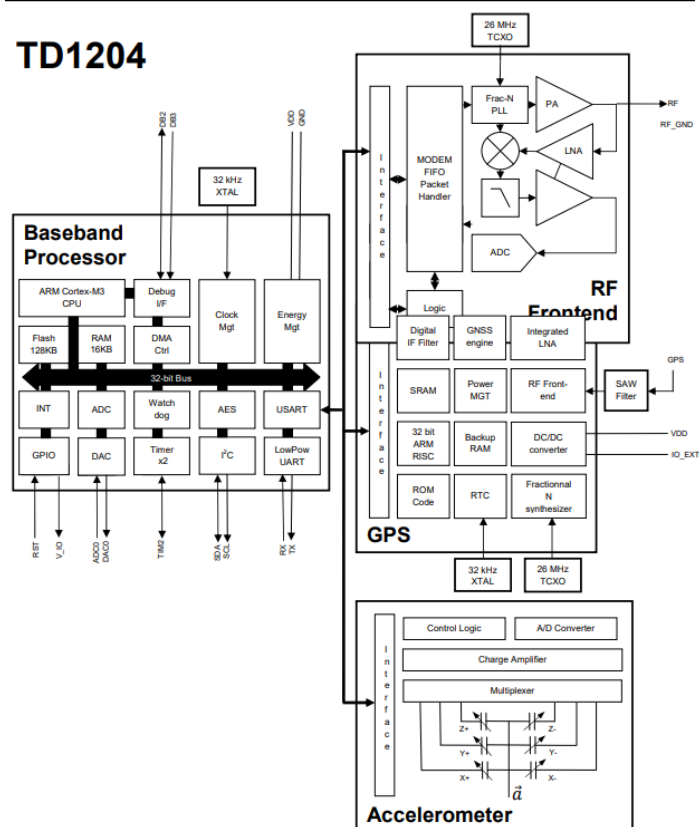 TD1204
26 MHz
TCXO
DB2
DB3
VDD
GND
32 kHz
XTAL
Interface
MODEM
FIFO
Packet
Handler
Frac-N
PLL
PA
LNA
ADC
Logic
RF
RF_GND
RF
Frontend
Baseband
Processor
ARM Cortex-M3
CPU
Debug
I/F
Clock
Mgt
Energy
Mgt
Flash
128KB
RAM
16KB
DMA
Ctrl
32-bit Bus
INT
ADC
Watch
dog
AES
USART
GPIO
DAC
Timer
x2
I²C
LowPow
UART
RST
V_IO
ADC0
DAC0
TIM2
SDA
SCL
RX
TX
Interface
Digital
IF Filter
GNSS
engine
Integrated
LNA
SRAM
Power
MGT
RF Front-
end
SAW
Filter
GPS
32 bit
ARM
RISC
Backup
RAM
DC/DC
converter
VDD
IO_EXT
ROM
Code
RTC
Fractionnal
N
synthesizer
GPS
32 kHz
XTAL
26 MHz
TCXO
Interface
Control Logic
A/D Converter
Charge Amplifier
Multiplexer
Z+
Z-
Y+
Y-
X+
X-
a⃗
Accelerometer